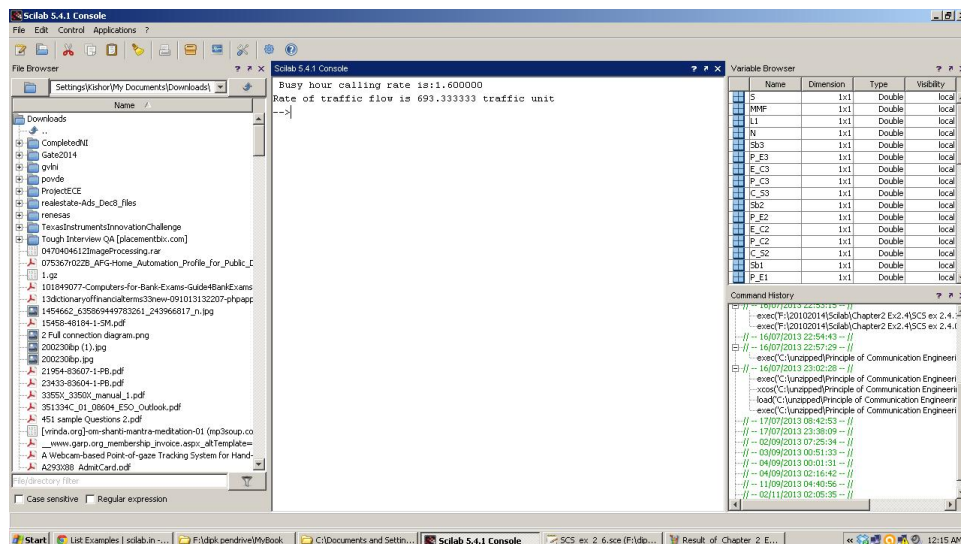 Scilab 5.4.1 Console
File Edit Control Applications ?
File Browser ? ↗ X
Settings\Kishor\My Documents\Downloads\
Name
Downloads
..
CompletedNI
Gate2014
gvlni
povde
ProjectECE
realestate-Ads_Dec8_files
renesas
TexasInstrumentsInnovationChallenge
Tough Interview QA [placementbix.com]
0470404612ImageProcessing.rar
075367r02ZB_AFG-Home_Automation_Profile_for_Public_D
1.gz
101849077-Computers-for-Bank-Exams-Guide4BankExams
13dictionaryoffinancialterms33new-091013132207-phpapp
1454662_635869449783261_243966817_n.jpg
15458-48184-1-SM.pdf
2 Full connection diagram.png
200230ibp (1).jpg
200230ibp.jpg
21954-83607-1-PB.pdf
23433-83604-1-PB.pdf
3355X_3350X_manual_1.pdf
351334C_01_08604_ESO_Outlook.pdf
451 sample Questions 2.pdf
[vrinda.org]-om-shanti-mantra-meditation-01 (mp3soup.co
__www.garp.org_membership_invoice.aspx_altTemplate=
A Webcam-based Point-of-gaze Tracking System for Hand-
A293X88_AdmitCard.pdf
File/directory filter
Case sensitive Regular expression
Scilab 5.4.1 Console ? ↗ X
Busy hour calling rate is:1.600000
Rate of traffic flow is 693.333333 traffic unit
-->
Variable Browser ? ↗
Name Dimension Type Visibility
S 1x1 Double local
MMF 1x1 Double local
L1 1x1 Double local
N 1x1 Double local
Sb3 1x1 Double local
P_E3 1x1 Double local
E_C3 1x1 Double local
P_C3 1x1 Double local
C_S3 1x1 Double local
Sb2 1x1 Double local
P_E2 1x1 Double local
E_C2 1x1 Double local
P_C2 1x1 Double local
C_S2 1x1 Double local
Sb1 1x1 Double local
P_E1 1x1 Double local
Command History ? ↗
// -- 16/07/2013 22:53:15 -- //
exec('F:\20102014\Scilab\Chapter2 Ex2.4\SCS ex 2.4.
exec('F:\20102014\Scilab\Chapter2 Ex2.4\SCS ex 2.4.
// -- 16/07/2013 22:54:43 -- //
// -- 16/07/2013 22:57:29 -- //
exec('C:\unzipped\Principle of Communication Engineeri
// -- 16/07/2013 23:02:28 -- //
exec('C:\unzipped\Principle of Communication Engineeri
xcos('C:\unzipped\Principle of Communication Engineeri
load('C:\unzipped\Principle of Communication Engineerin
exec('C:\unzipped\Principle of Communication Engineeri
// -- 17/07/2013 08:42:53 -- //
// -- 17/07/2013 23:38:09 -- //
// -- 02/09/2013 07:25:34 -- //
// -- 03/09/2013 00:51:33 -- //
// -- 04/09/2013 00:01:31 -- //
// -- 04/09/2013 02:16:42 -- //
// -- 11/09/2013 04:40:56 -- //
// -- 02/11/2013 02:05:35 -- //
Start List Examples | scilab.in -... F:\dipk pendrive\MyBook C:\Documents and Settin... Scilab 5.4.1 Console SCS ex 2_6.sce (F:\dip... Result of Chapter 2 E... 12:15 AM